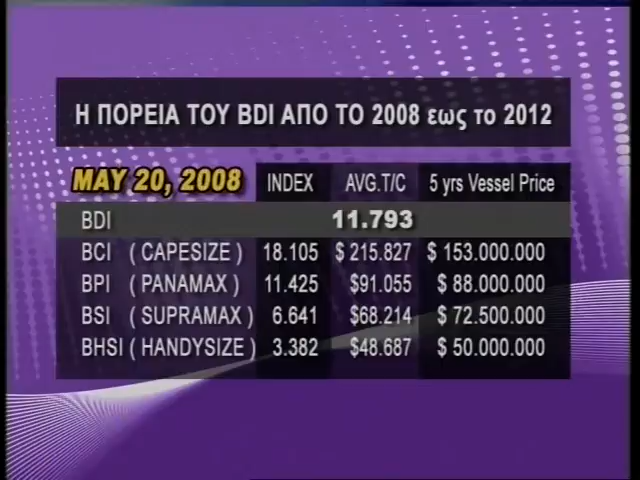 Η ΠΟΡΕΙΑ ΤΟΥ BDI ΑΠΟ ΤΟ 2008 εως το 2012
MAY 20, 2008 INDEX AVG.T/C 5 yrs Vessel Price
BDI 11.793
BCI ( CAPESIZE ) 18.105 $ 215.827 $ 153.000.000
BPI ( PANAMAX ) 11.425 $91.055 $ 88.000.000
BSI ( SUPRAMAX ) 6.641 $68.214 $ 72.500.000
BHSI ( HANDYSIZE ) 3.382 $48.687 $ 50.000.000